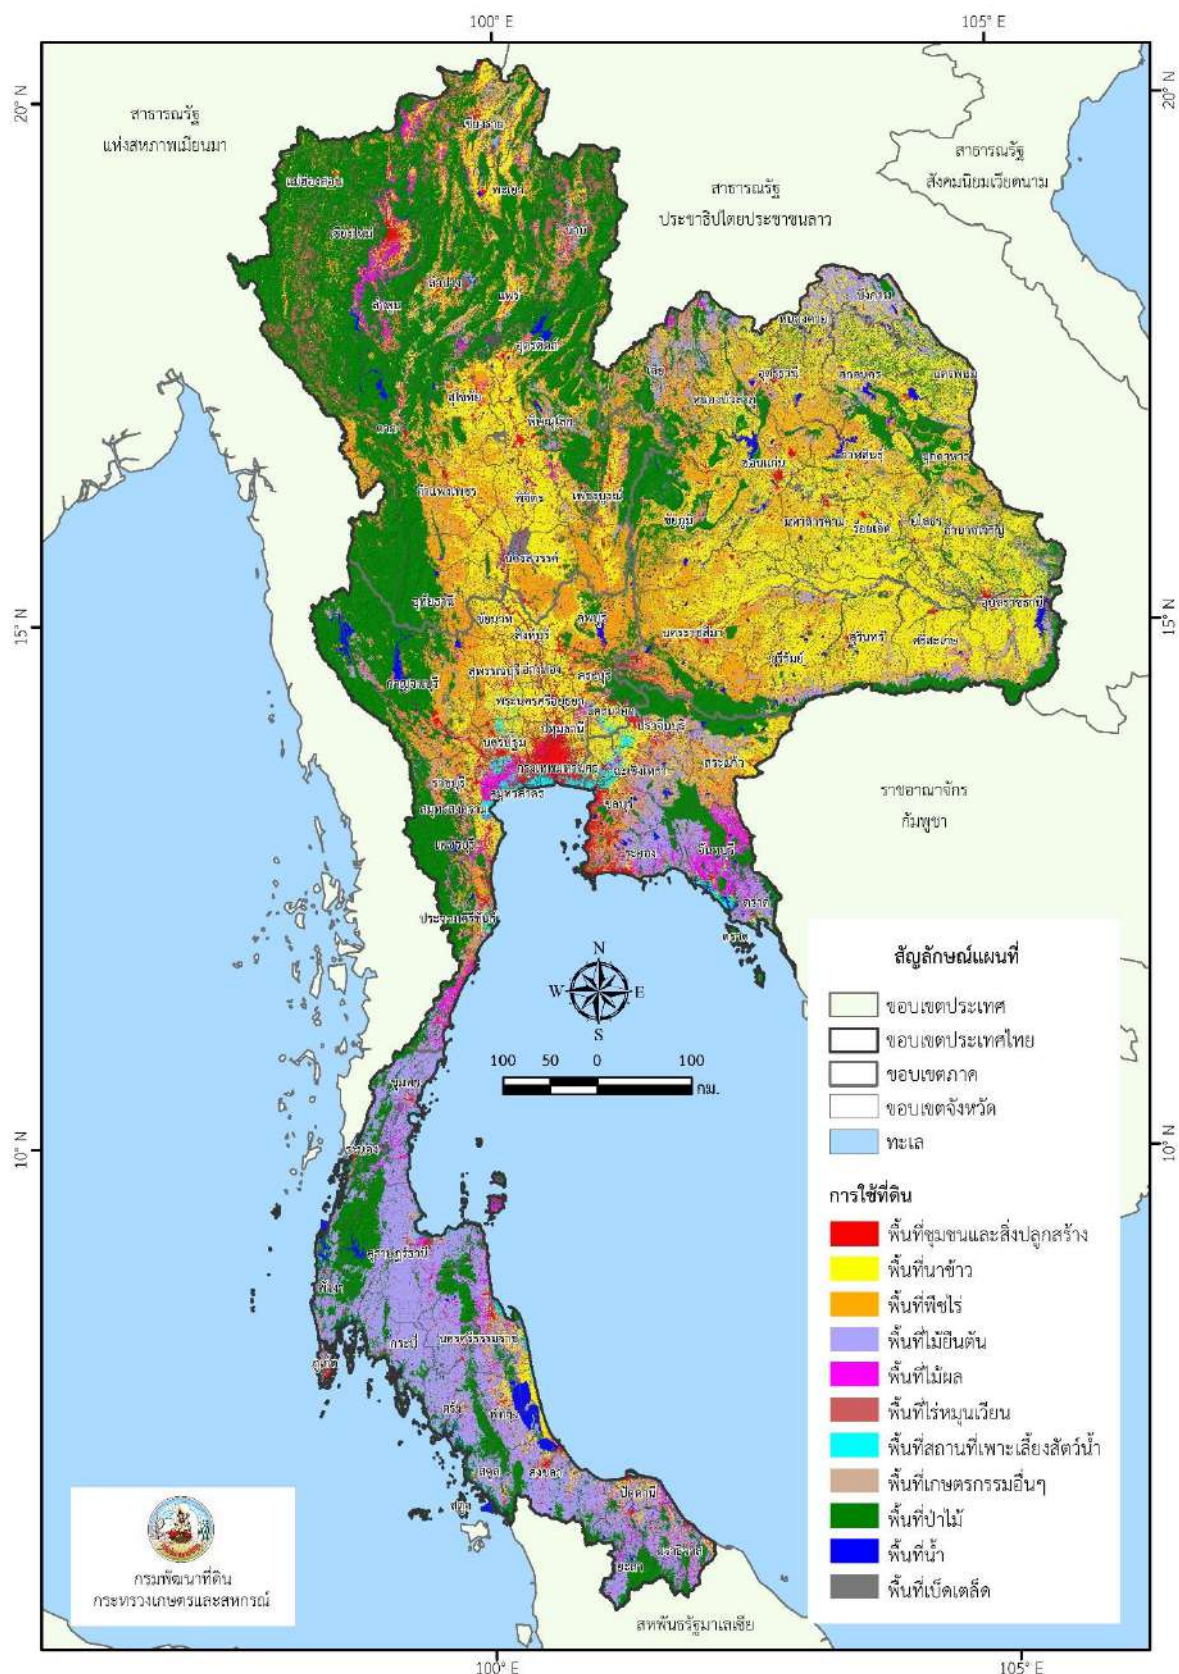 100° E
105° E
20° N
20° N
สาธารณรัฐ
แห่งสหภาพเมียนมา
สาธารณรัฐ
สังคมนิยมเวียดนาม
สาธารณรัฐ
ประชาธิปไตยประชาชนลาว
เชียงราย
แม่ฮ่องสอน
พะเยา
เชียงใหม่
น่าน
ลำปาง
ลำพูน
แพร่
อุตรดิตถ์
บึงกาฬ
หนองคาย
เลย
อุดรธานี
สกลนคร
นครพนม
หนองบัวลำภู
สุโขทัย
พิษณุโลก
ตาก
ขอนแก่น
กาฬสินธุ์
มุกดาหาร
กำแพงเพชร
พิจิตร
เพชรบูรณ์
ชัยภูมิ
มหาสารคาม
ร้อยเอ็ด
ยโสธร
อำนาจเจริญ
นครสวรรค์
15° N
15° N
อุทัยธานี
ชัยนาท
สิงห์บุรี
ลพบุรี
นครราชสีมา
บุรีรัมย์
สุรินทร์
ศรีสะเกษ
อุบลราชธานี
กาญจนบุรี
สุพรรณบุรี
อ่างทอง
สระบุรี
พระนครศรีอยุธยา
นครนายก
ปทุมธานี
ปราจีนบุรี
นครปฐม
กรุงเทพมหานคร
ฉะเชิงเทรา
สระแก้ว
ราชบุรี
สมุทรสาคร
สมุทรสงคราม
ชลบุรี
เพชรบุรี
ระยอง
จันทบุรี
ประจวบคีรีขันธ์
ตราด
ตราด
ราชอาณาจักร
กัมพูชา
N
W
E
S
100 50 0 100
กม.
ชุมพร
10° N
10° N
ระนอง
สุราษฎร์ธานี
พังงา
กระบี่
นครศรีธรรมราช
ภูเก็ต
ตรัง
พัทลุง
สตูล
สงขลา
สตูล
ปัตตานี
นราธิวาส
ยะลา
สหพันธรัฐมาเลเซีย
สัญลักษณ์แผนที่
ขอบเขตประเทศ
ขอบเขตประเทศไทย
ขอบเขตภาค
ขอบเขตจังหวัด
ทะเล
การใช้ที่ดิน
พื้นที่ชุมชนและสิ่งปลูกสร้าง
พื้นที่นาข้าว
พื้นที่พืชไร่
พื้นที่ไม้ยืนต้น
พื้นที่ไม้ผล
พื้นที่ไร่หมุนเวียน
พื้นที่สถานที่เพาะเลี้ยงสัตว์น้ำ
พื้นที่เกษตรกรรมอื่นๆ
พื้นที่ป่าไม้
พื้นที่น้ำ
พื้นที่เบ็ดเตล็ด
กรมพัฒนาที่ดิน
กระทรวงเกษตรและสหกรณ์
100° E
105° E